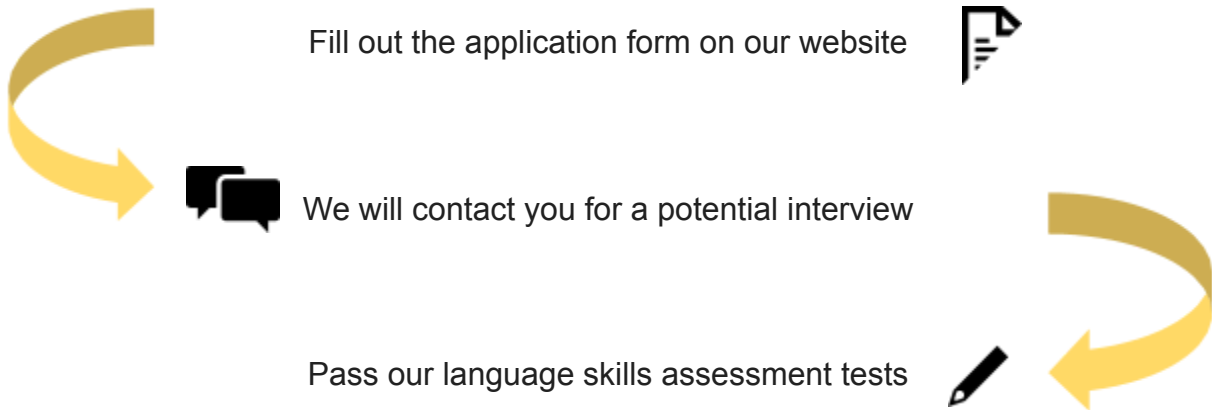 Fill out the application form on our website
We will contact you for a potential interview
Pass our language skills assessment tests